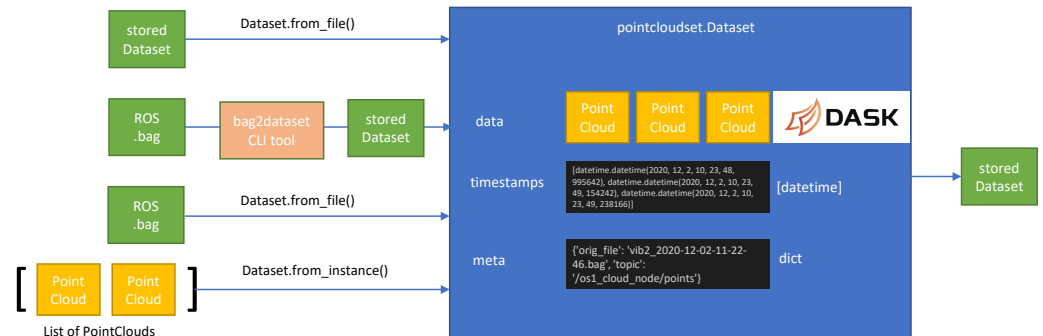 stored
Dataset
Dataset.from_file()
pointcloudset.Dataset
ROS
.bag
bag2dataset
CLI tool
stored
Dataset
data
Point
Cloud
Point
Cloud
Point
Cloud
DASK
timestamps
[datetime.datetime(2020, 12, 2, 10, 23, 48,
995642), datetime.datetime(2020, 12, 2, 10, 23,
49, 154242), datetime.datetime(2020, 12, 2, 10,
23, 49, 238166)]
[datetime]
stored
Dataset
ROS
.bag
Dataset.from_file()
meta
{'orig_file': 'vib2_2020-12-02-11-22-
46.bag', 'topic':
'/os1_cloud_node/points'}
dict
[
Point
Cloud
Point
Cloud
]
Dataset.from_instance()
List of PointClouds